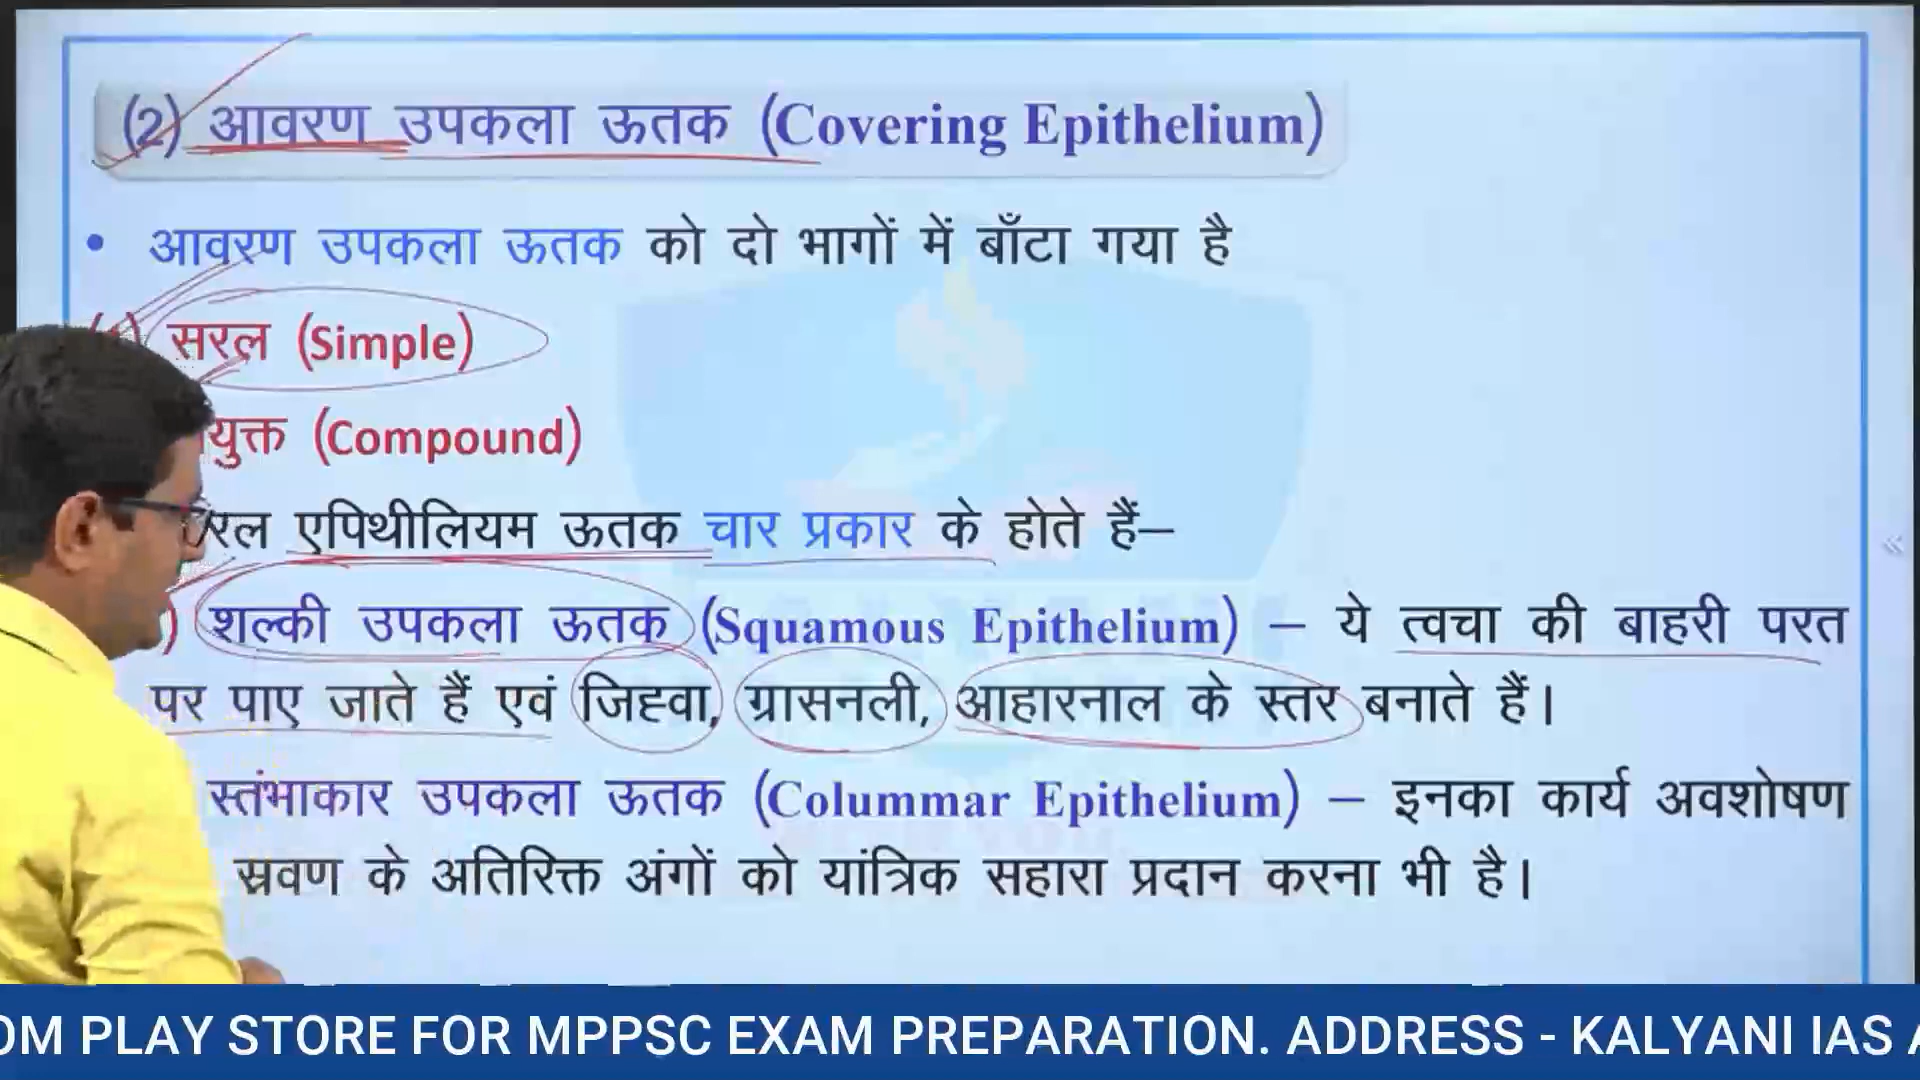 (2) आवरण उपकला ऊतक (Covering Epithelium)
• आवरण उपकला ऊतक को दो भागों में बाँटा गया है
सरल (Simple)
(Compound)
एपिथीलियम ऊतक चार प्रकार के होते हैं–
शल्की उपकला ऊतक (Squamous Epithelium) – ये त्वचा की बाहरी परत
पर पाए जाते हैं एवं जिह्वा, ग्रासनली, आहारनाल के स्तर बनाते हैं।
स्तंभाकार उपकला ऊतक (Colummar Epithelium) – इनका कार्य अवशोषण
स्रवण के अतिरिक्त अंगों को यांत्रिक सहारा प्रदान करना भी है।
OM PLAY STORE FOR MPPSC EXAM PREPARATION. ADDRESS - KALYANI IAS A